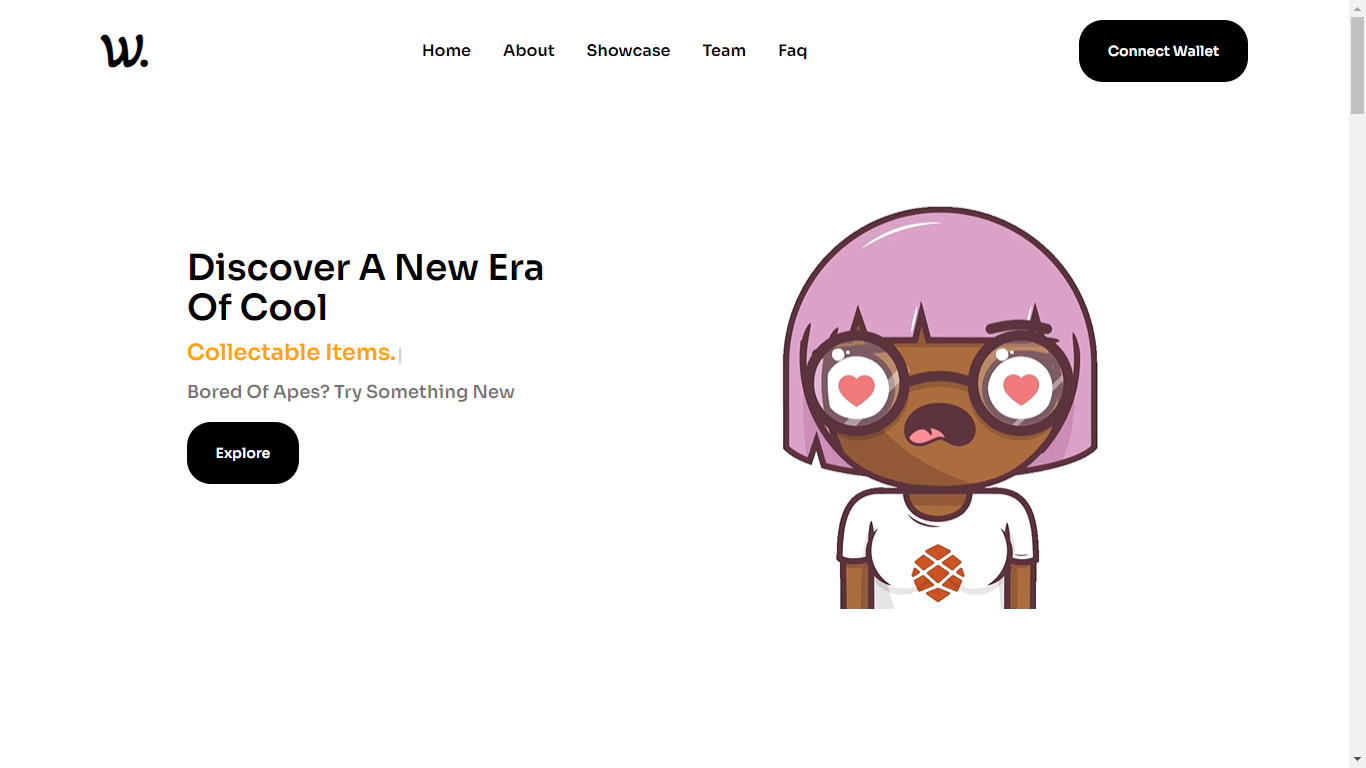 W.
Home
About
Showcase
Team
Faq
Connect Wallet
Discover A New Era
Of Cool
Collectable Items.|
Bored Of Apes? Try Something New
Explore